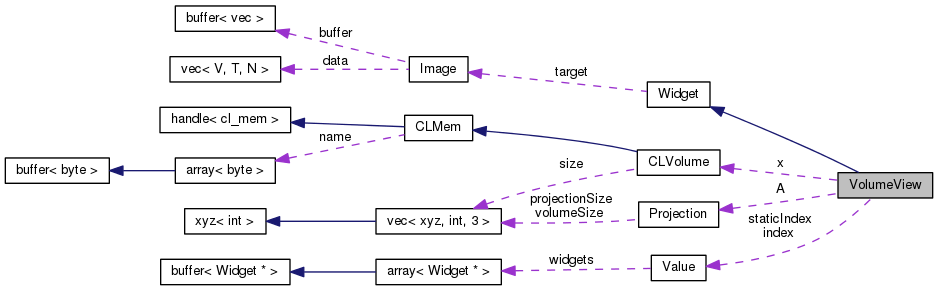 buffer< vec >
buffer
vec< V, T, N >
data
Image
target
Widget
handle< cl_mem >
CLMem
name
buffer< byte >
array< byte >
size
CLVolume
x
VolumeView
A
projectionSize
volumeSize
Projection
staticIndex
index
xyz< int >
vec< xyz, int, 3 >
buffer< Widget * >
array< Widget * >
widgets
Value